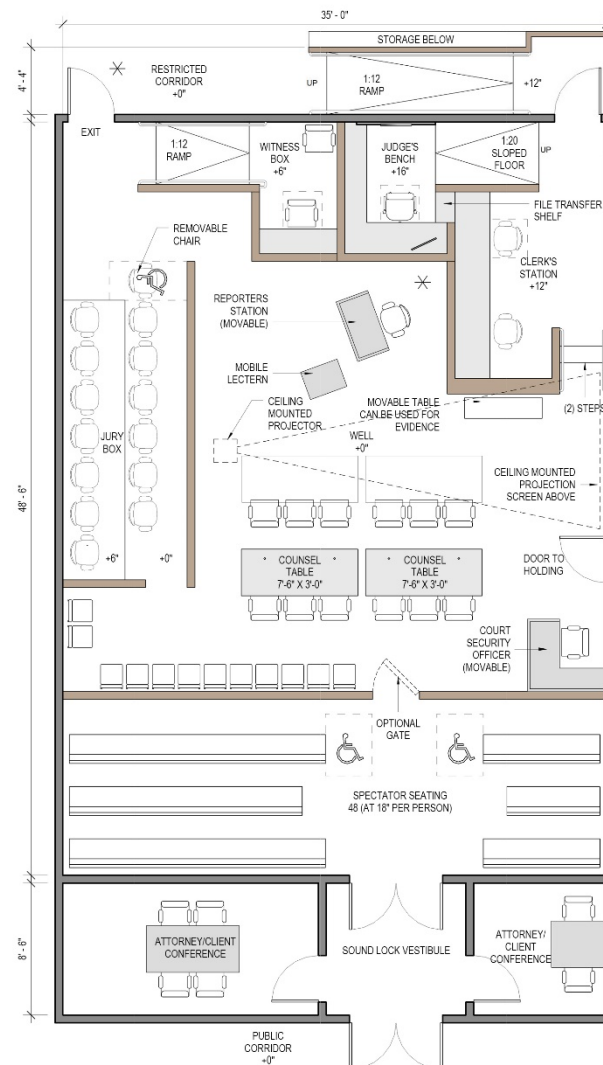 35' - 0"
STORAGE BELOW
4' - 4"
RESTRICTED
CORRIDOR
+0"
UP
1:12
RAMP
+12"
EXIT
1:12
RAMP
WITNESS
BOX
+6"
JUDGE'S
BENCH
+16"
1:20
SLOPED
FLOOR
UP
FILE TRANSFER
SHELF
REMOVABLE
CHAIR
CLERK'S
STATION
+12"
REPORTERS
STATION
(MOVABLE)
MOBILE
LECTERN
CEILING
MOUNTED
PROJECTOR
MOVABLE TABLE
CAN BE USED FOR
EVIDENCE
(2) STEPS
WELL
+0"
JURY
BOX
CEILING MOUNTED
PROJECTION
SCREEN ABOVE
48' - 6"
+6"
+0"
COUNSEL
TABLE
7'-6" X 3'-0"
COUNSEL
TABLE
7'-6" X 3'-0"
DOOR TO
HOLDING
COURT
SECURITY
OFFICER
(MOVABLE)
OPTIONAL
GATE
SPECTATOR SEATING
48 (AT 18" PER PERSON)
8' - 6"
ATTORNEY/CLIENT
CONFERENCE
SOUND LOCK VESTIBULE
ATTORNEY/
CLIENT
CONFERENCE
PUBLIC
CORRIDOR
+0"